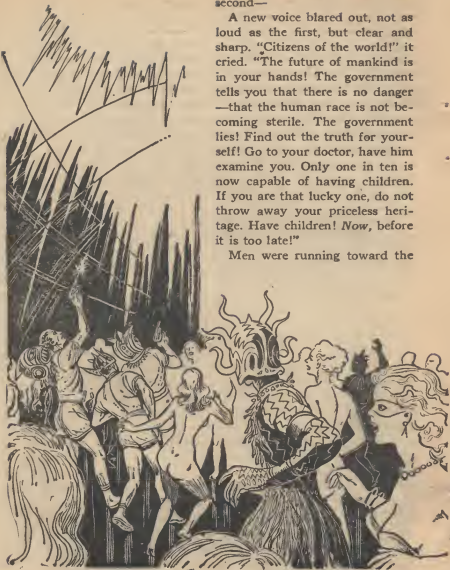 second—
A new voice blared out, not as
loud as the first, but clear and
sharp. "Citizens of the world!" it
cried. "The future of mankind is
in your hands! The government
tells you that there is no danger
—that the human race is not be-
coming sterile. The government
lies! Find out the truth for your-
self! Go to your doctor, have him
examine you. Only one in ten is
now capable of having children.
If you are that lucky one, do not
throw away your priceless heri-
tage. Have children! Now, before
it is too late!"
Men were running toward the